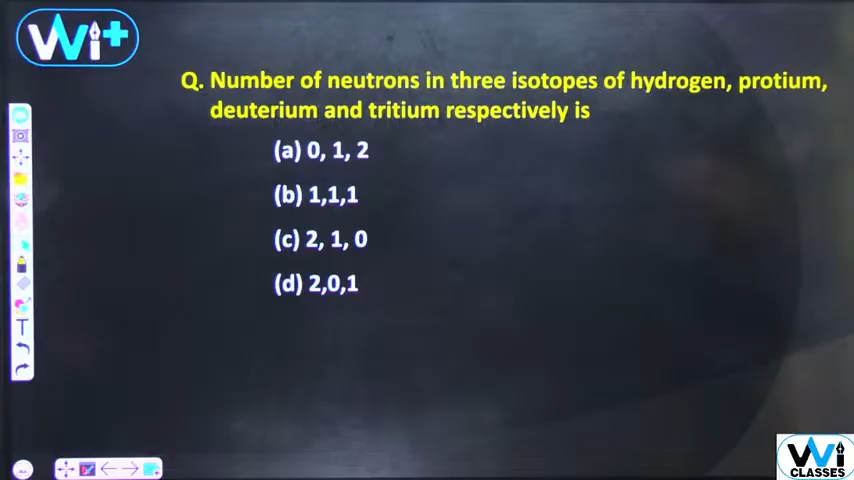 Wi+
Q. Number of neutrons in three isotopes of hydrogen, protium,
deuterium and tritium respectively is
(a) 0, 1, 2
(b) 1,1,1
(c) 2, 1, 0
(d) 2,0,1
T
Wi
CLASSES